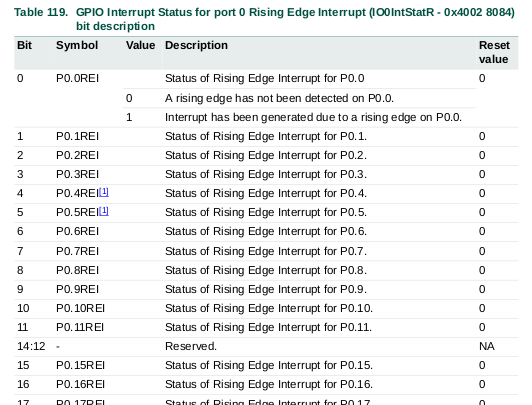 Table 119. GPIO Interrupt Status for port 0 Rising Edge Interrupt (IO0IntStatR - 0x4002 8084)
bit description
Bit Symbol Value Description Reset
value
0 P0.0REI Status of Rising Edge Interrupt for P0.0 0
0 A rising edge has not been detected on P0.0.
1 Interrupt has been generated due to a rising edge on P0.0.
1 P0.1REI Status of Rising Edge Interrupt for P0.1. 0
2 P0.2REI Status of Rising Edge Interrupt for P0.2. 0
3 P0.3REI Status of Rising Edge Interrupt for P0.3. 0
4 P0.4REI[1] Status of Rising Edge Interrupt for P0.4. 0
5 P0.5REI[1] Status of Rising Edge Interrupt for P0.5. 0
6 P0.6REI Status of Rising Edge Interrupt for P0.6. 0
7 P0.7REI Status of Rising Edge Interrupt for P0.7. 0
8 P0.8REI Status of Rising Edge Interrupt for P0.8. 0
9 P0.9REI Status of Rising Edge Interrupt for P0.9. 0
10 P0.10REI Status of Rising Edge Interrupt for P0.10. 0
11 P0.11REI Status of Rising Edge Interrupt for P0.11. 0
14:12 - Reserved. NA
15 P0.15REI Status of Rising Edge Interrupt for P0.15. 0
16 P0.16REI Status of Rising Edge Interrupt for P0.16. 0
17 P0.17REI Status of Rising Edge Interrupt for P0.17. 0